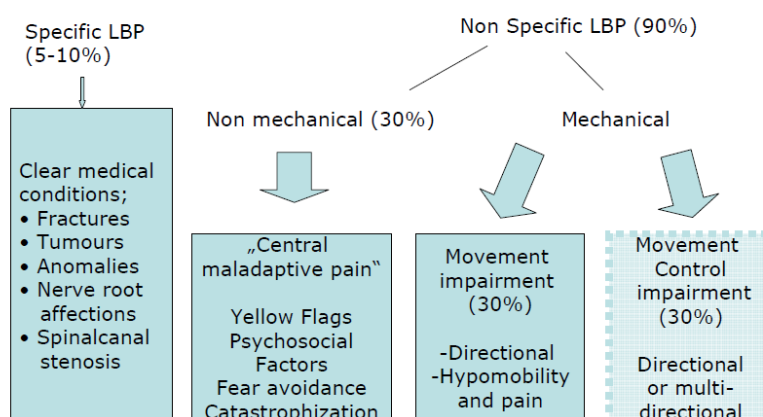 Specific LBP
(5-10%)
Non Specific LBP (90%)
Non mechanical (30%)
Mechanical
Clear medical
conditions;
• Fractures
• Tumours
• Anomalies
• Nerve root
affections
• Spinalcanal
stenosis
„Central
maladaptive pain“
Yellow Flags
Psychosocial
Factors
Fear avoidance
Catastrophization
Movement
impairment
(30%)
-Directional
-Hypomobility
and pain
Movement
Control
impairment
(30%)
Directional
or multi-
directional